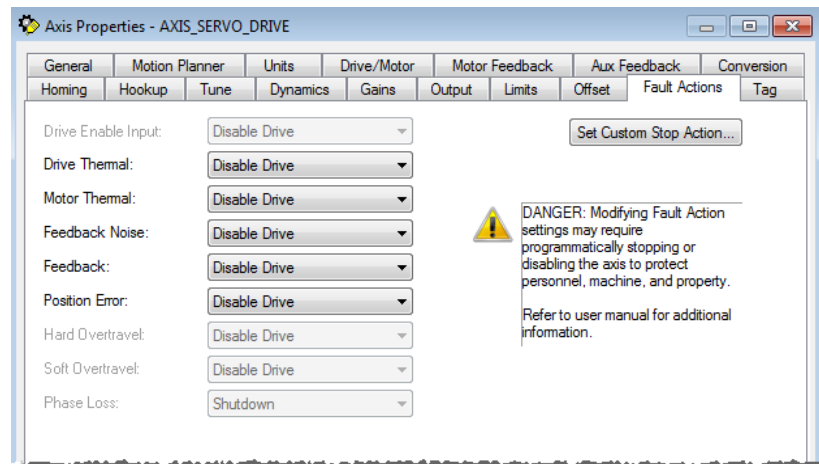 Axis Properties - AXIS_SERVO_DRIVE
General Motion Planner Units Drive/Motor Motor Feedback Aux Feedback Conversion
Homing Hookup Tune Dynamics Gains Output Limits Offset Fault Actions Tag
Drive Enable Input: Disable Drive
Set Custom Stop Action...
Drive Thermal: Disable Drive
Motor Thermal: Disable Drive
Feedback Noise: Disable Drive
Feedback: Disable Drive
Position Error: Disable Drive
Hard Overtravel: Disable Drive
Soft Overtravel: Disable Drive
Phase Loss: Shutdown
DANGER: Modifying Fault Action
settings may require
programmatically stopping or
disabling the axis to protect
personnel, machine, and property.
Refer to user manual for additional
information.